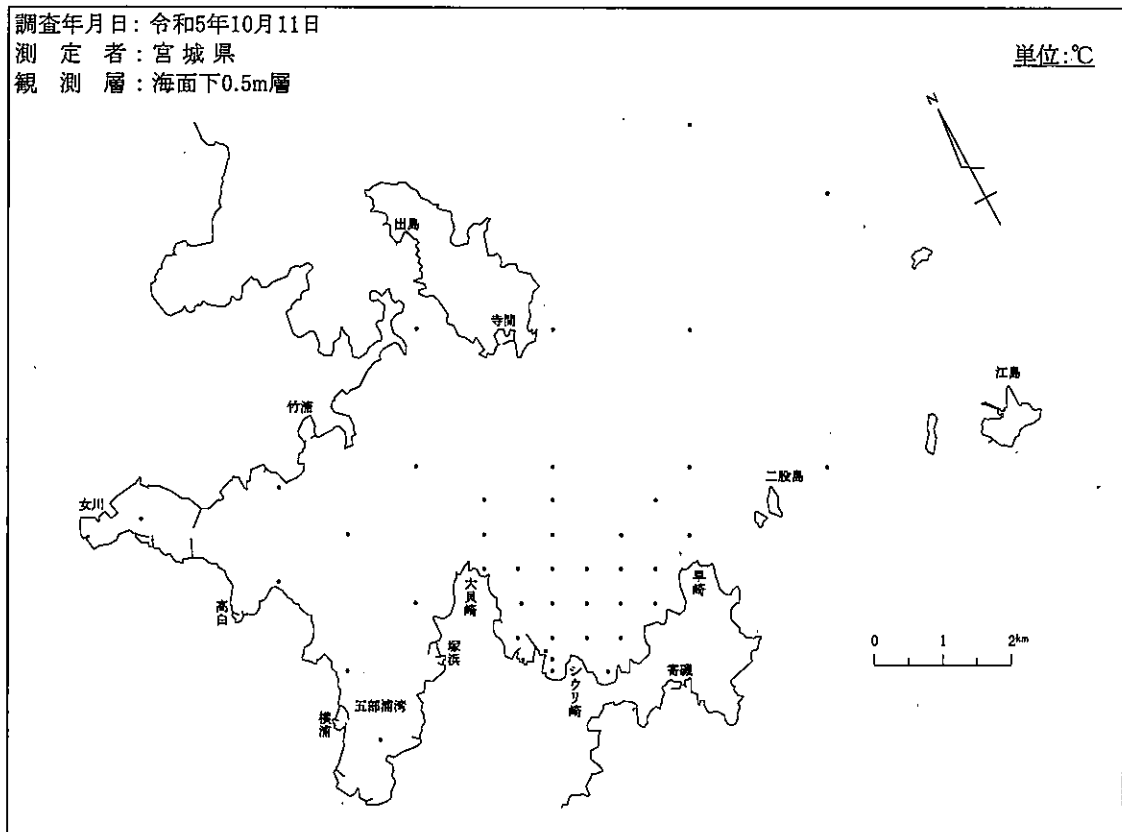 調査年月日：令和5年10月11日
測定者：宮城県
観測層：海面下0.5m層
単位：℃
N
出島
寺間
江島
竹浦
二股島
女川
早崎
大貝崎
高白
塚浜
寄磯
シウリ崎
五部浦湾
横浦
0 1 2km